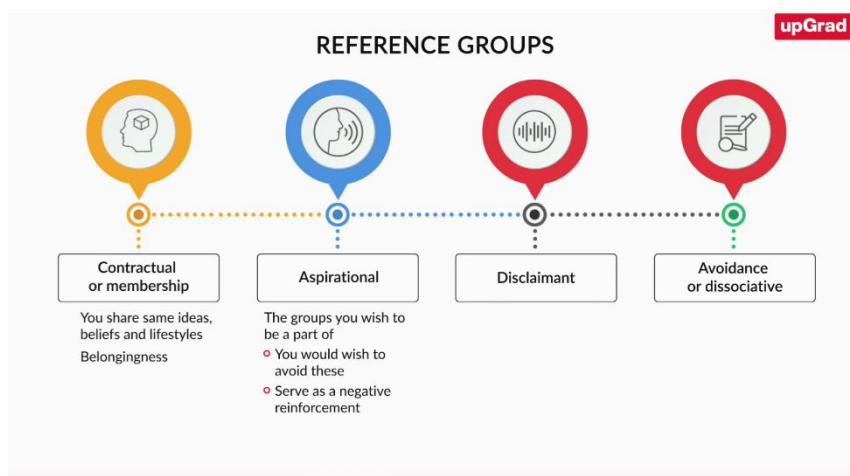 upGrad
REFERENCE GROUPS
Contractual
or membership
You share same ideas,
beliefs and lifestyles
Belongingness
Aspirational
The groups you wish to
be a part of
You would wish to
avoid these
Serve as a negative
reinforcement
Disclaimant
Avoidance
or dissociative